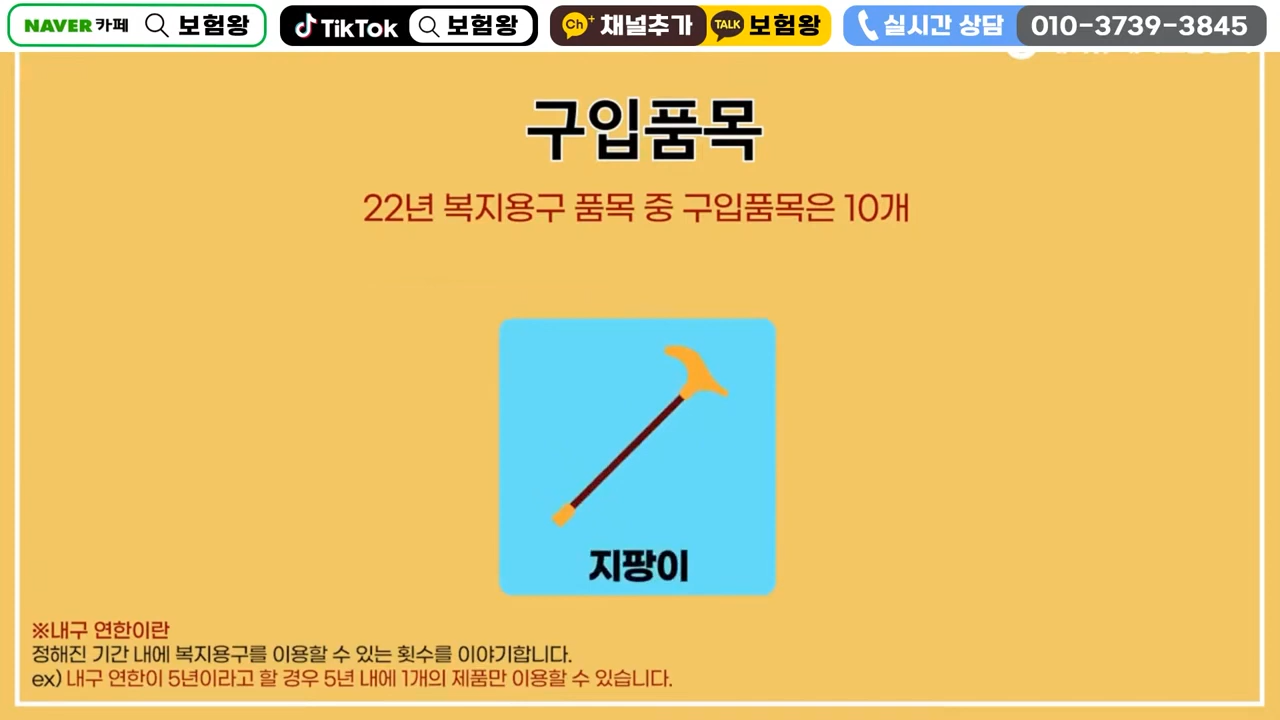 NAVER 카페 보험왕 TikTok 보험왕 Ch+ 채널추가 TALK 보험왕 실시간 상담 010-3739-3845
구입품목
22년 복지용구 품목 중 구입품목은 10개
지팡이
※내구 연한이란
정해진 기간 내에 복지용구를 이용할 수 있는 횟수를 이야기합니다.
ex) 내구 연한이 5년이라고 할 경우 5년 내에 1개의 제품만 이용할 수 있습니다.